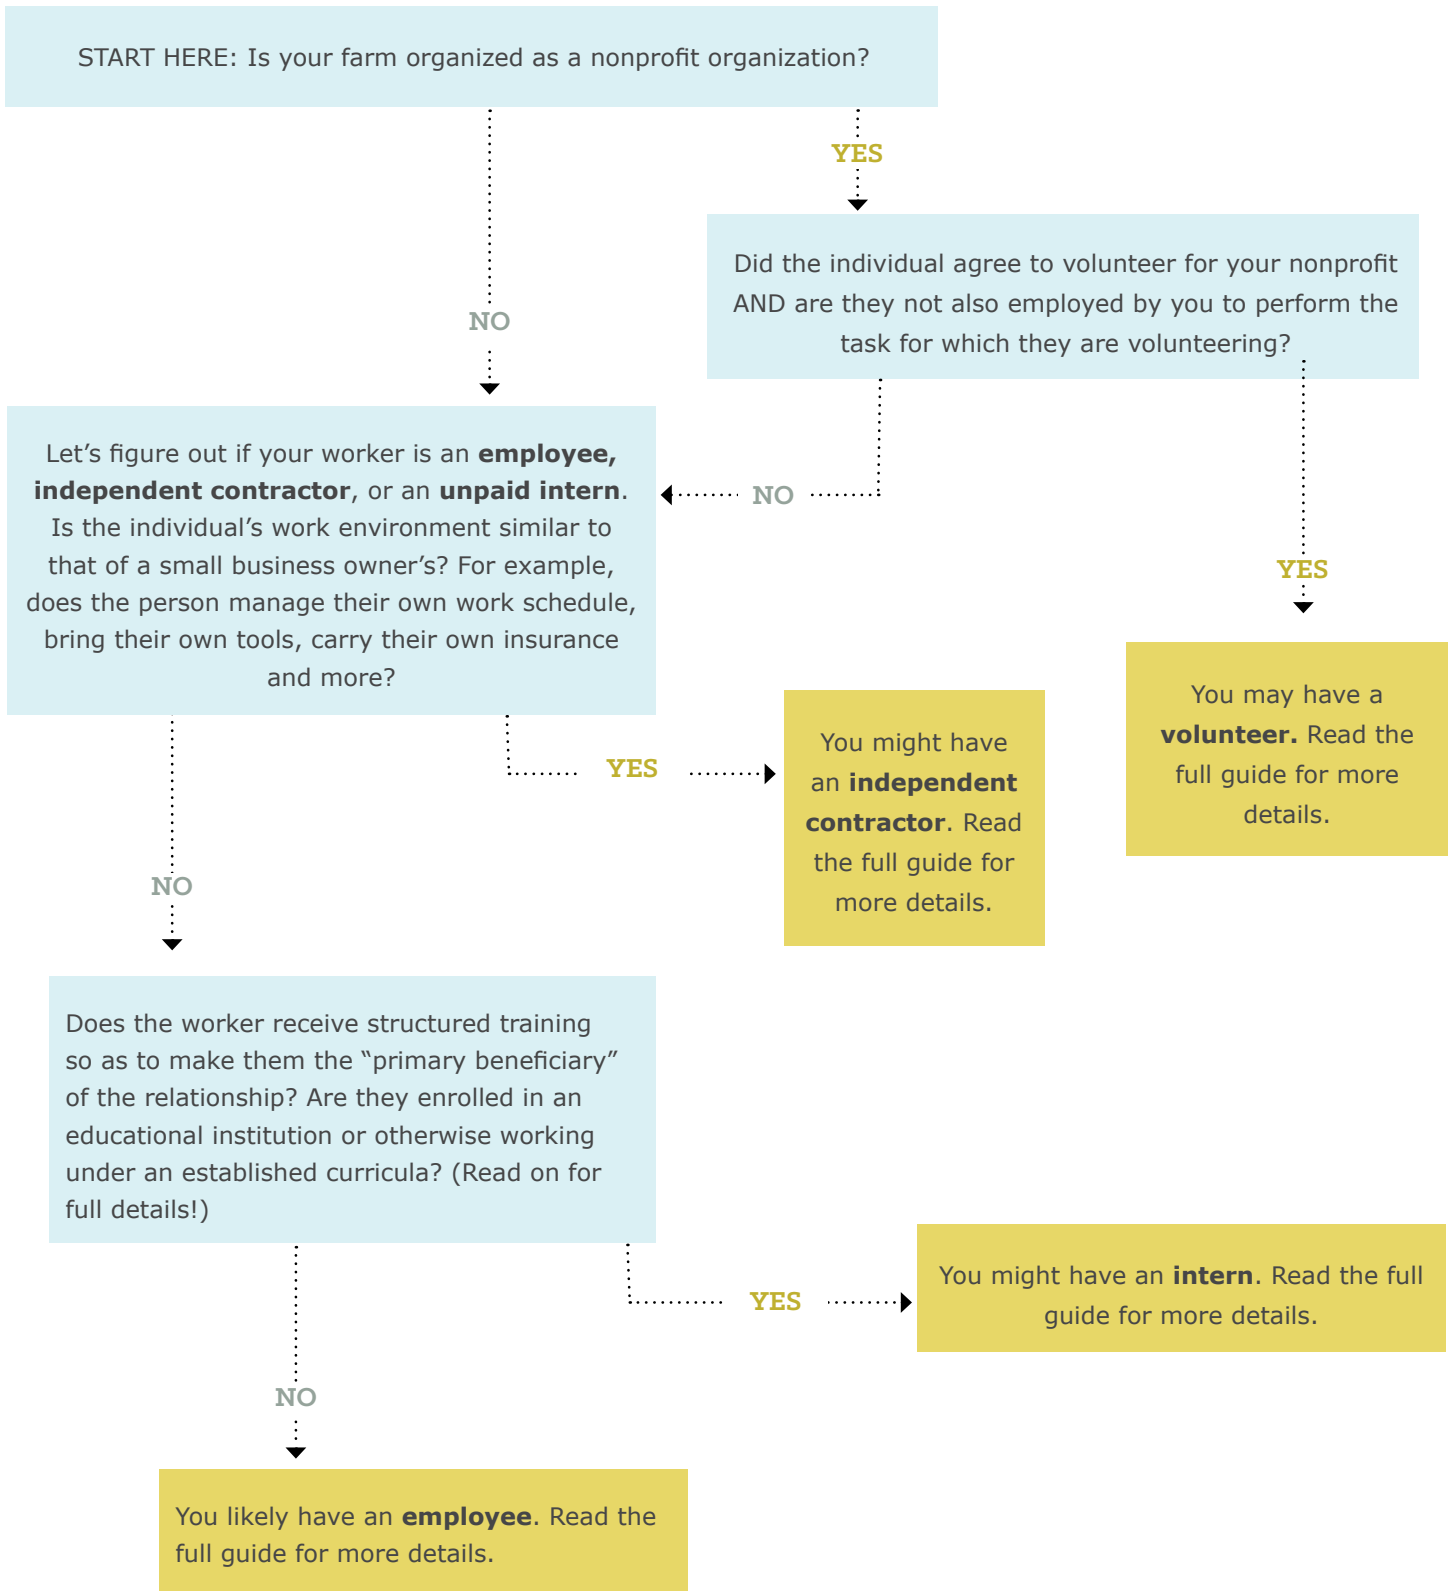 START HERE: Is your farm organized as a nonprofit organization?
YES
Did the individual agree to volunteer for your nonprofit
AND are they not also employed by you to perform the
task for which they are volunteering?
NO
Let’s figure out if your worker is an employee,
independent contractor, or an unpaid intern.
Is the individual’s work environment similar to
that of a small business owner’s? For example,
does the person manage their own work schedule,
bring their own tools, carry their own insurance
and more?
NO
YES
You may have a
volunteer. Read the
full guide for more
details.
YES
You might have
an independent
contractor. Read
the full guide for
more details.
NO
Does the worker receive structured training
so as to make them the “primary beneficiary”
of the relationship? Are they enrolled in an
educational institution or otherwise working
under an established curricula? (Read on for
full details!)
YES
You might have an intern. Read the full
guide for more details.
NO
You likely have an employee. Read the
full guide for more details.